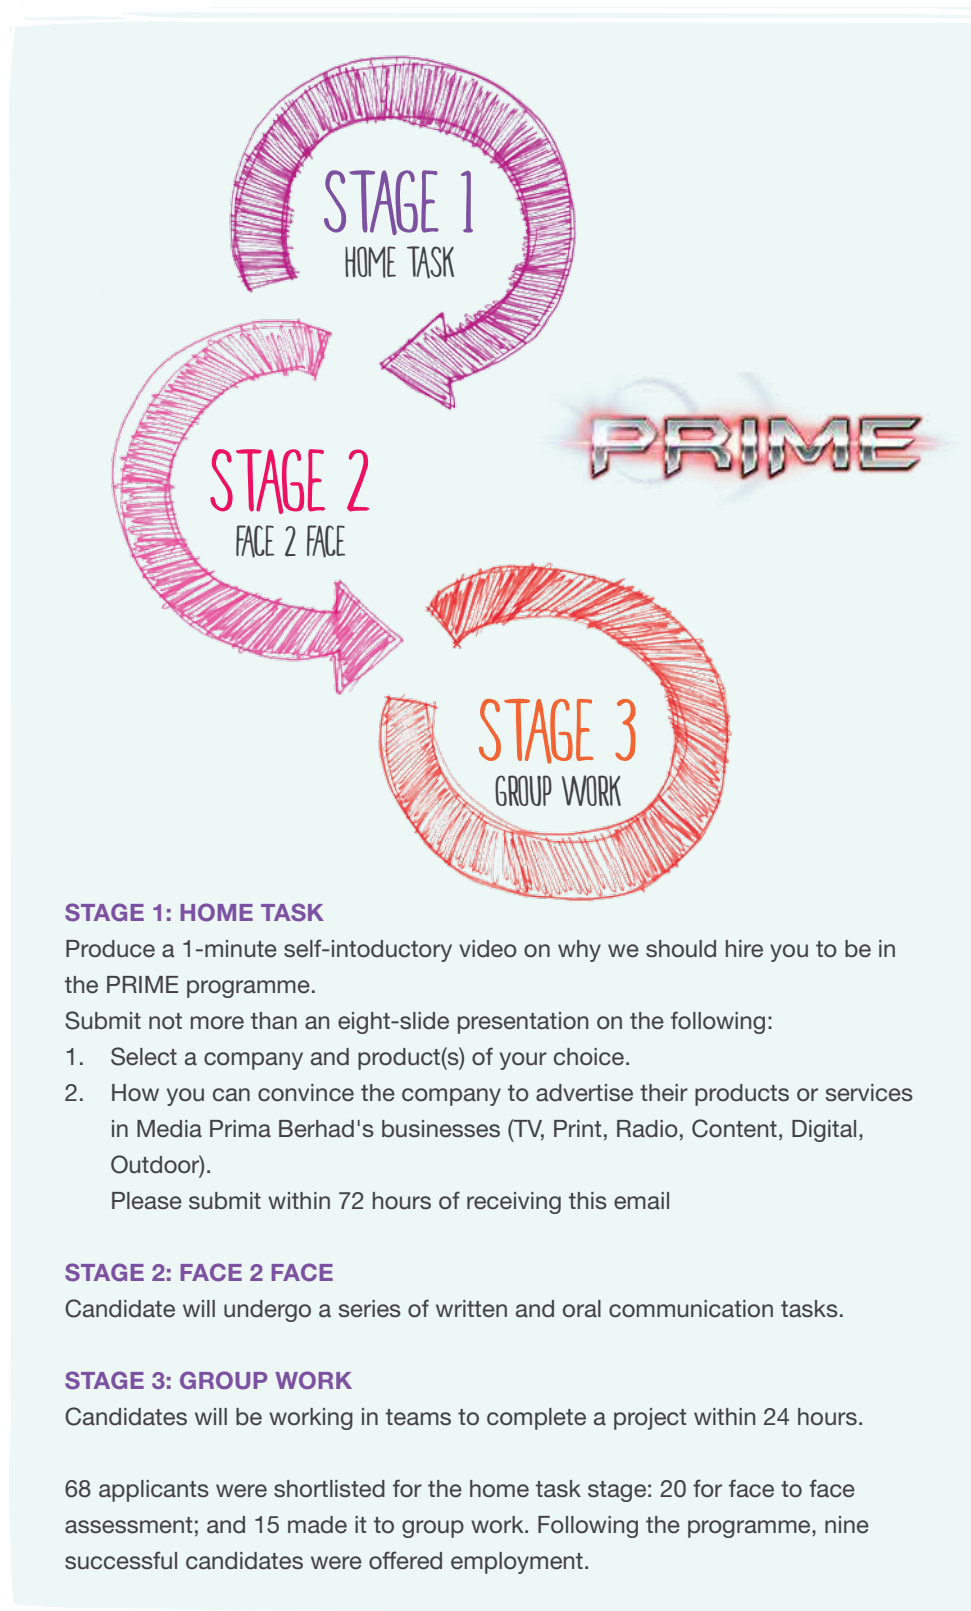 STAGE 1
HOME TASK
PRIME
STAGE 2
FACE 2 FACE
STAGE 3
GROUP WORK
STAGE 1: HOME TASK
Produce a 1-minute self-intoductory video on why we should hire you to be in
the PRIME programme.
Submit not more than an eight-slide presentation on the following:
1. Select a company and product(s) of your choice.
2. How you can convince the company to advertise their products or services
in Media Prima Berhad's businesses (TV, Print, Radio, Content, Digital,
Outdoor).
Please submit within 72 hours of receiving this email
STAGE 2: FACE 2 FACE
Candidate will undergo a series of written and oral communication tasks.
STAGE 3: GROUP WORK
Candidates will be working in teams to complete a project within 24 hours.
68 applicants were shortlisted for the home task stage: 20 for face to face
assessment; and 15 made it to group work. Following the programme, nine
successful candidates were offered employment.